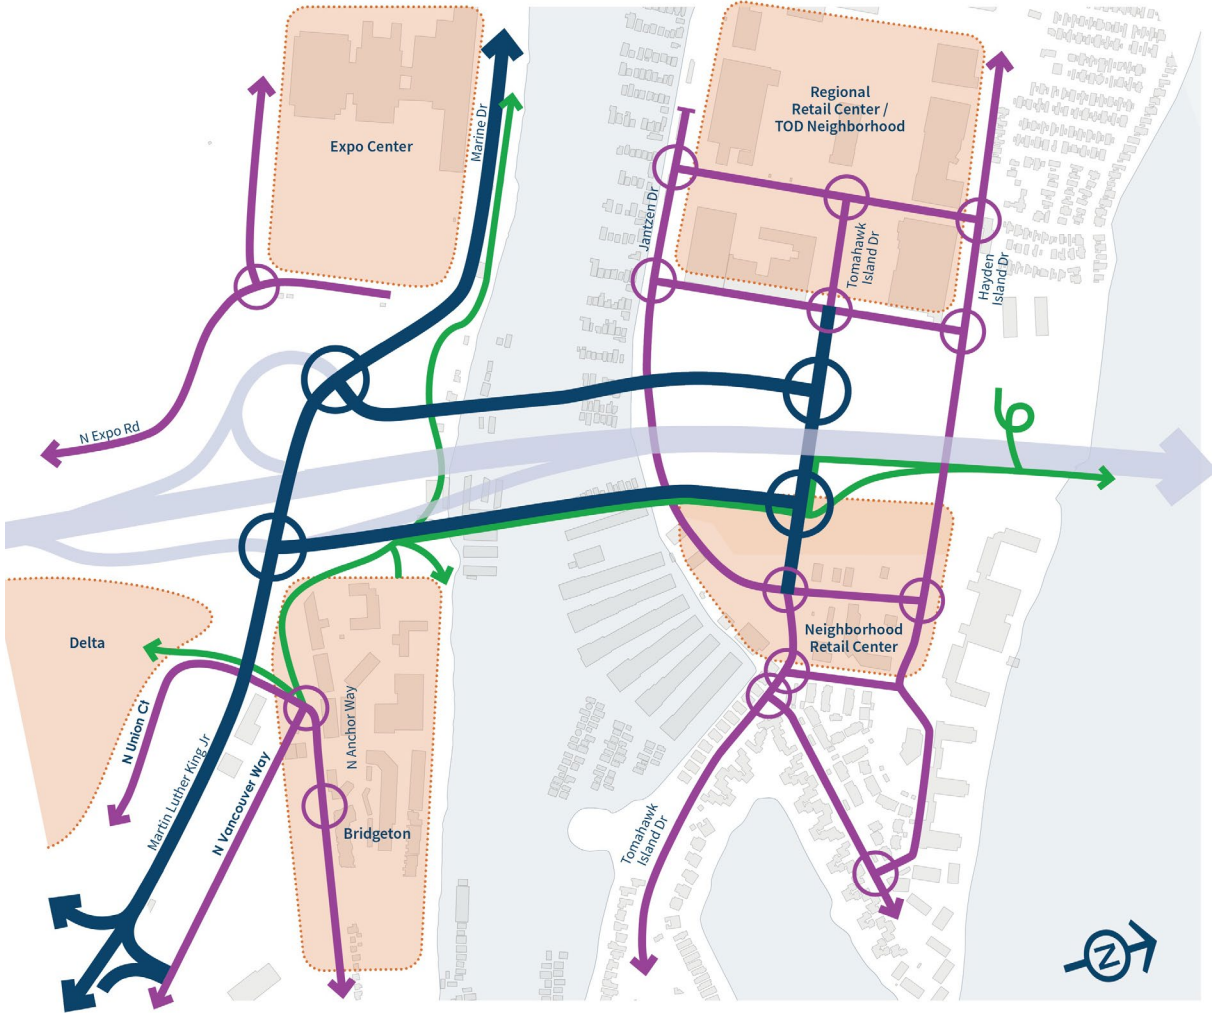 Expo Center
Marine Dr
Regional
Retail Center /
TOD Neighborhood
Jantzen Dr
Tomahawk
Island Dr
Hayden
Island Dr
N Expo Rd
Delta
N Union Ct
Martin Luther King Jr
N Vancouver Way
N Anchor Way
Bridgeton
Neighborhood
Retail Center
Tomahawk
Island Dr
N